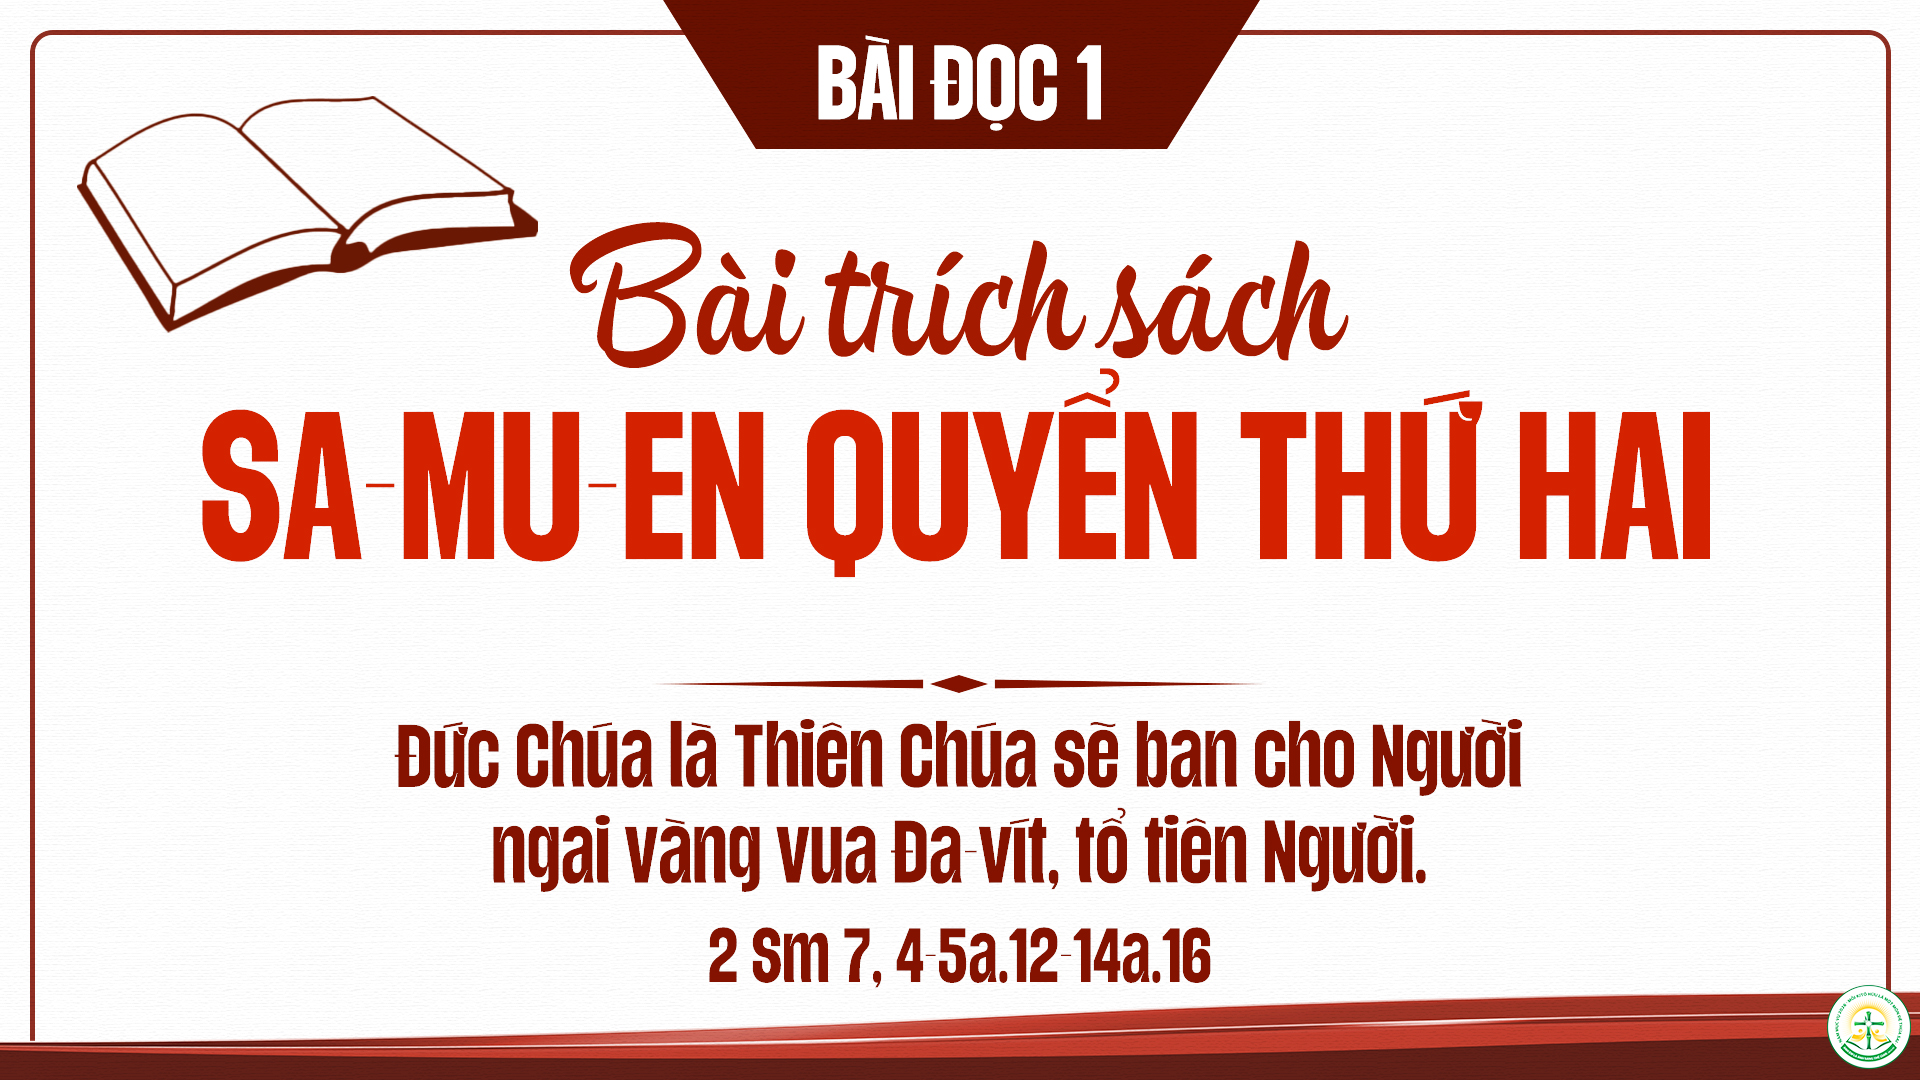 BÀI ĐỌC 1
Bài trích sách
SA-MU-EN QUYỂN THỨ HAI
Đức Chúa là Thiên Chúa sẽ ban cho Người
ngai vàng vua Đa-vít, tổ tiên Người.
2 Sm 7, 4-5a.12-14a.16